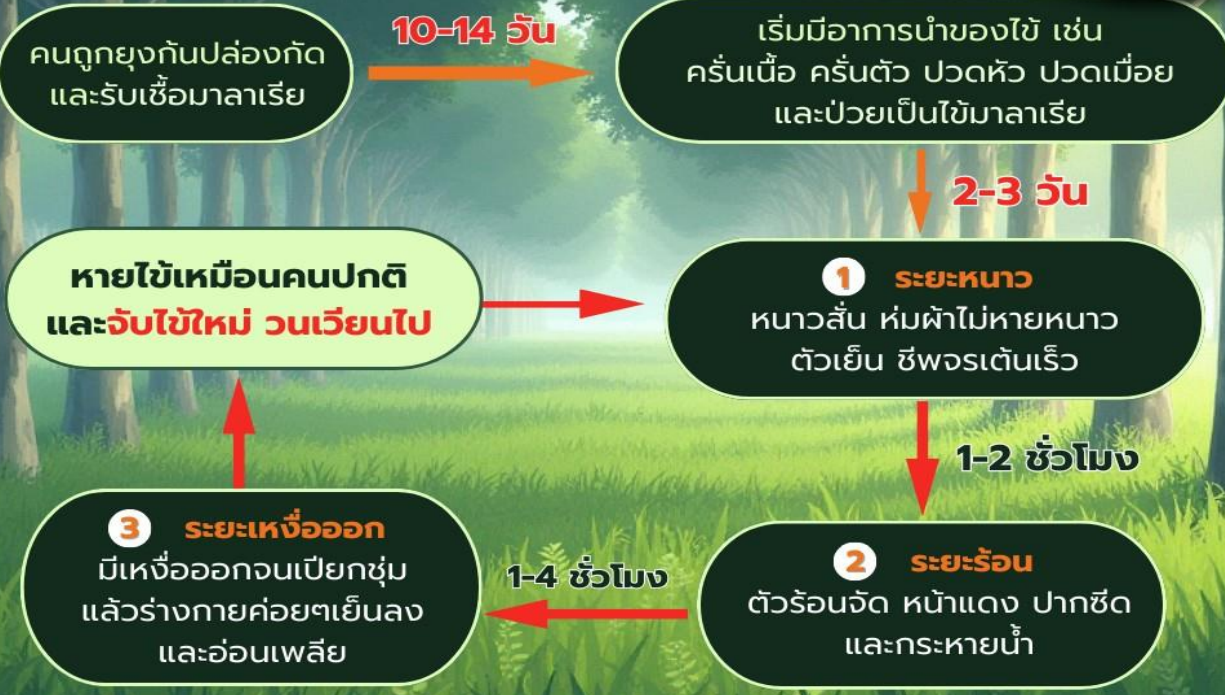 คนถูกยุงก้นปล่องกัด
และรับเชื้อมาลาเรีย
10-14 วัน
เริ่มมีอาการนำของไข้ เช่น
ครั่นเนื้อ ครั่นตัว ปวดหัว ปวดเมื่อย
และป่วยเป็นไข้มาลาเรีย
2-3 วัน
1 ระยะหนาว
หนาวสั่น ห่มผ้าไม่หายหนาว
ตัวเย็น ชีพจรเต้นเร็ว
1-2 ชั่วโมง
2 ระยะร้อน
ตัวร้อนจัด หน้าแดง ปากซีด
และกระหายน้ำ
1-4 ชั่วโมง
3 ระยะเหงื่อออก
มีเหงื่อออกจนเปียกชุ่ม
แล้วร่างกายค่อยๆเย็นลง
และอ่อนเพลีย
หายไข้เหมือนคนปกติ
และจับไข้ใหม่ วนเวียนไป